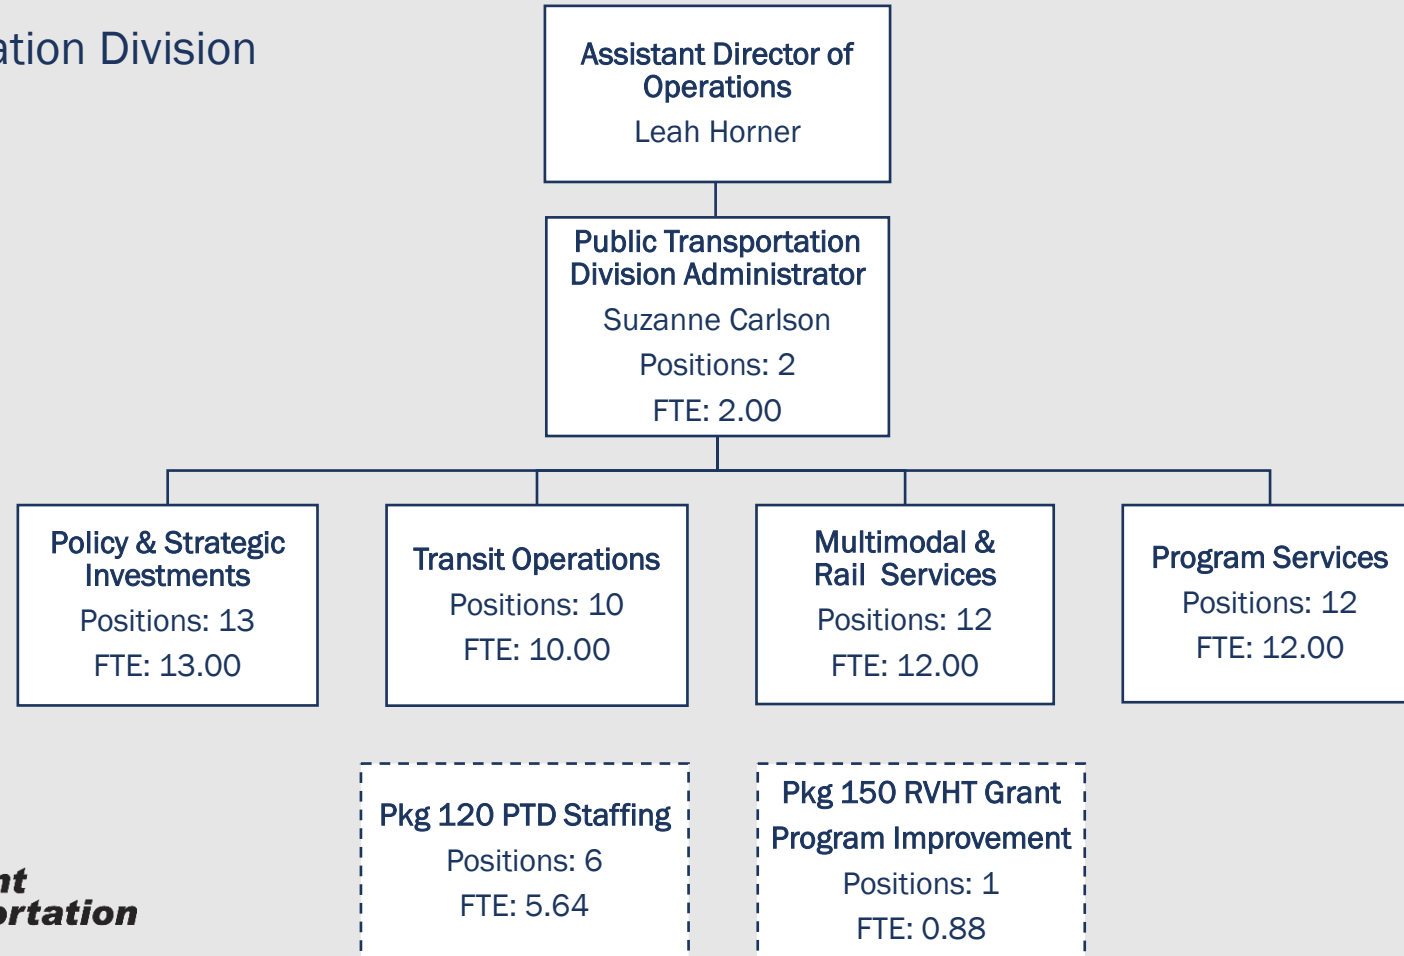 ation Division
Assistant Director of
Operations
Leah Horner
Public Transportation
Division Administrator
Suzanne Carlson
Positions: 2
FTE: 2.00
Policy & Strategic
Investments
Positions: 13
FTE: 13.00
Transit Operations
Positions: 10
FTE: 10.00
Multimodal &
Rail  Services
Positions: 12
FTE: 12.00
Program Services
Positions: 12
FTE: 12.00
Pkg 120 PTD Staffing
Positions: 6
FTE: 5.64
Pkg 150 RVHT Grant
Program Improvement
Positions: 1
FTE: 0.88
nt
ortation